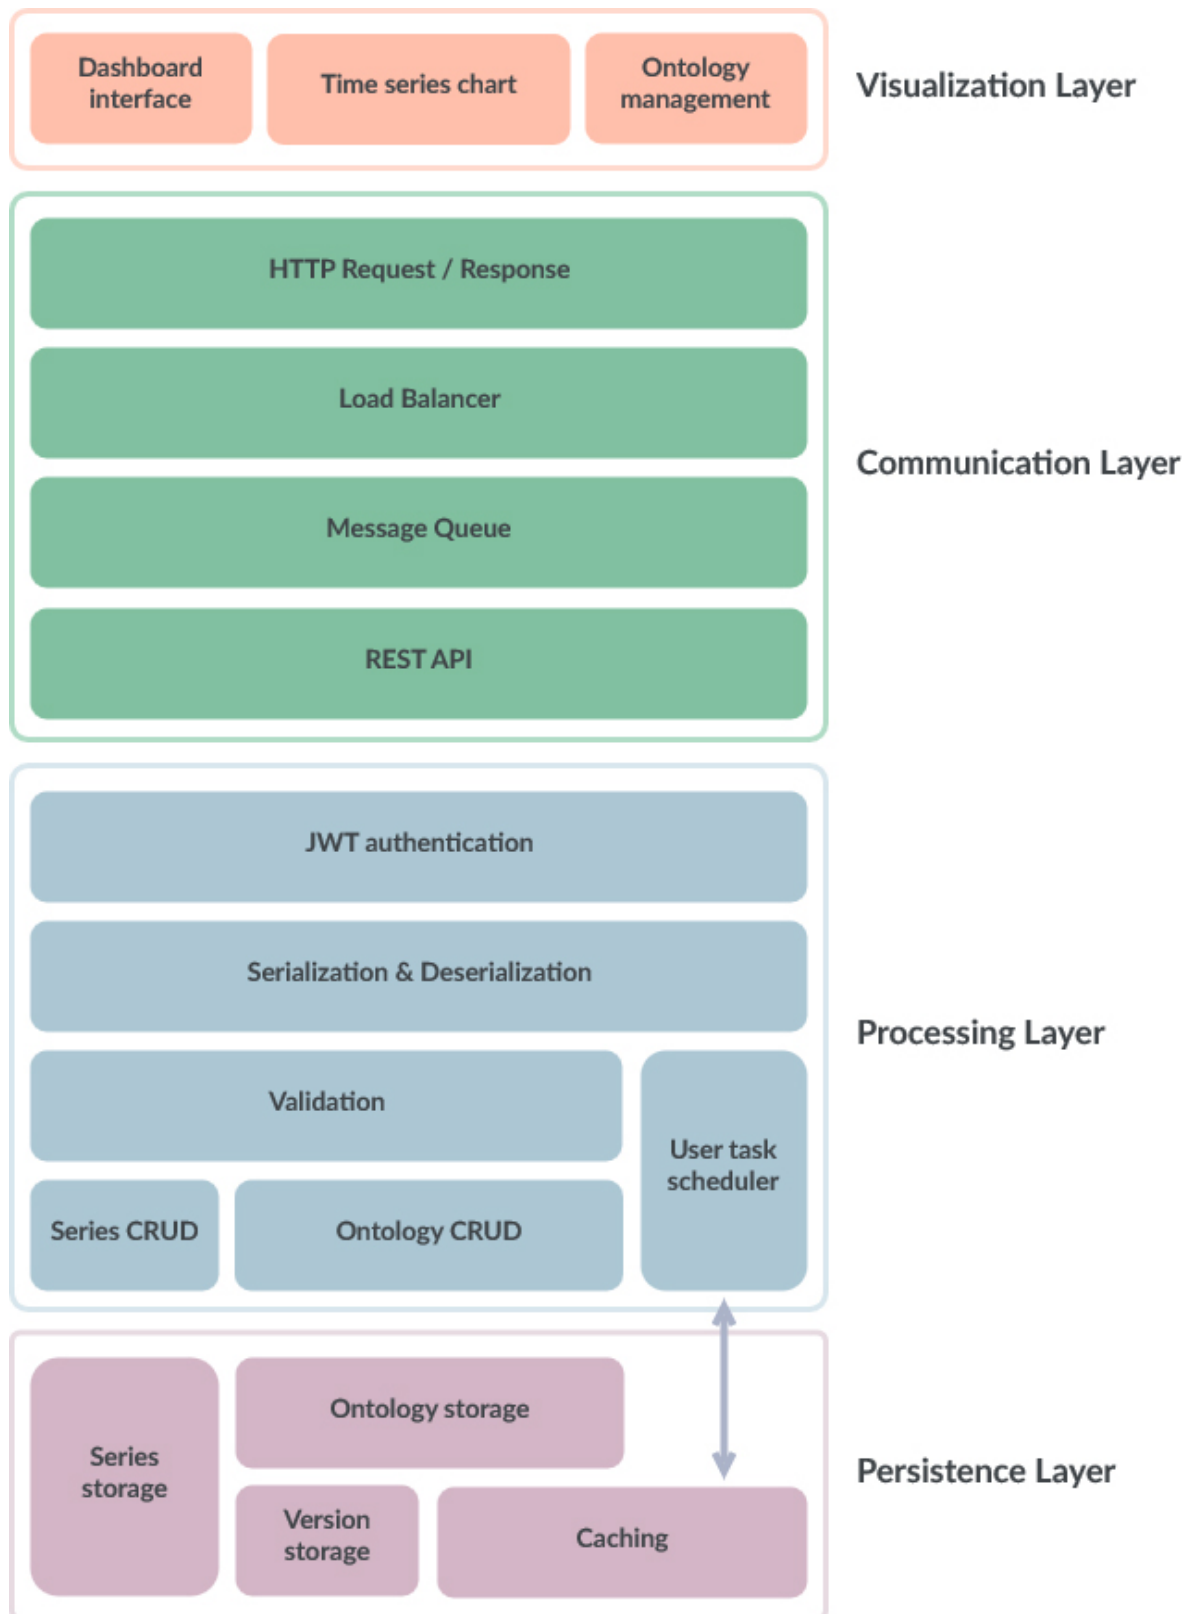 Dashboard
interface
Time series chart
Ontology
management
Visualization Layer
HTTP Request / Response
Load Balancer
Communication Layer
Message Queue
REST API
JWT authentication
Serialization & Deserialization
Processing Layer
Validation
User task
scheduler
Series CRUD
Ontology CRUD
Ontology storage
Series
storage
Persistence Layer
Version
storage
Caching